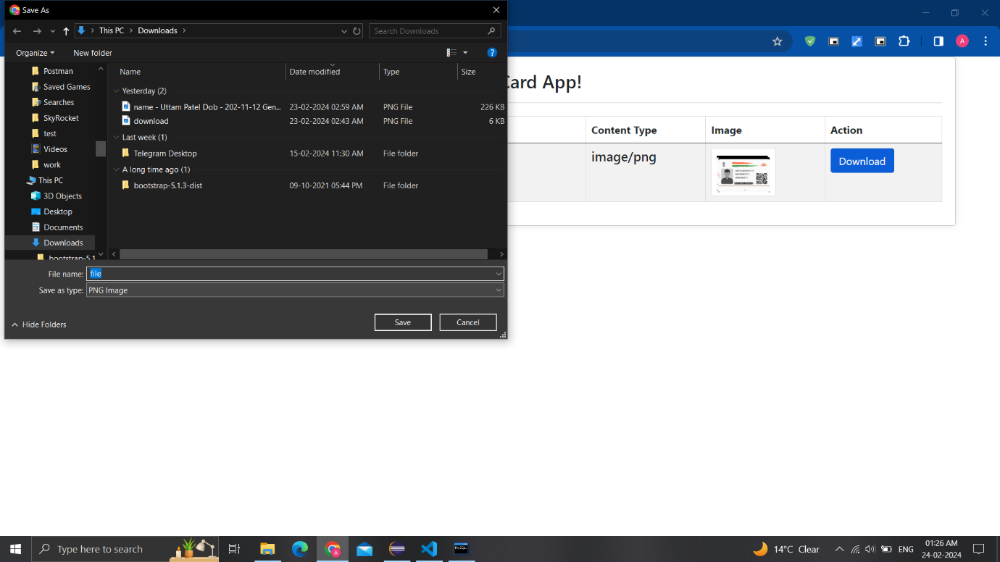 Save As
This PC
Downloads
Search Downloads
Organize
New folder
?
A
Postman
Saved Games
Searches
SkyRocket
test
Videos
work
This PC
3D Objects
Desktop
Documents
Downloads
bootstrap-5.1
Name
Date modified
Type
Size
Yesterday (2)
name - Uttam Patel Dob - 202-11-12 Gen... 23-02-2024 02:59 AM PNG File 226 KB
download 23-02-2024 02:43 AM PNG File 6 KB
Last week (1)
Telegram Desktop 15-02-2024 11:30 AM File folder
A long time ago (1)
bootstrap-5.1.3-dist 09-10-2021 05:44 PM File folder
File name: file
Save as type: PNG Image
Hide Folders
Save
Cancel
Card App!
Content Type
Image
Action
image/png
Download
Type here to search
14°C Clear
ENG
01:26 AM
24-02-2024